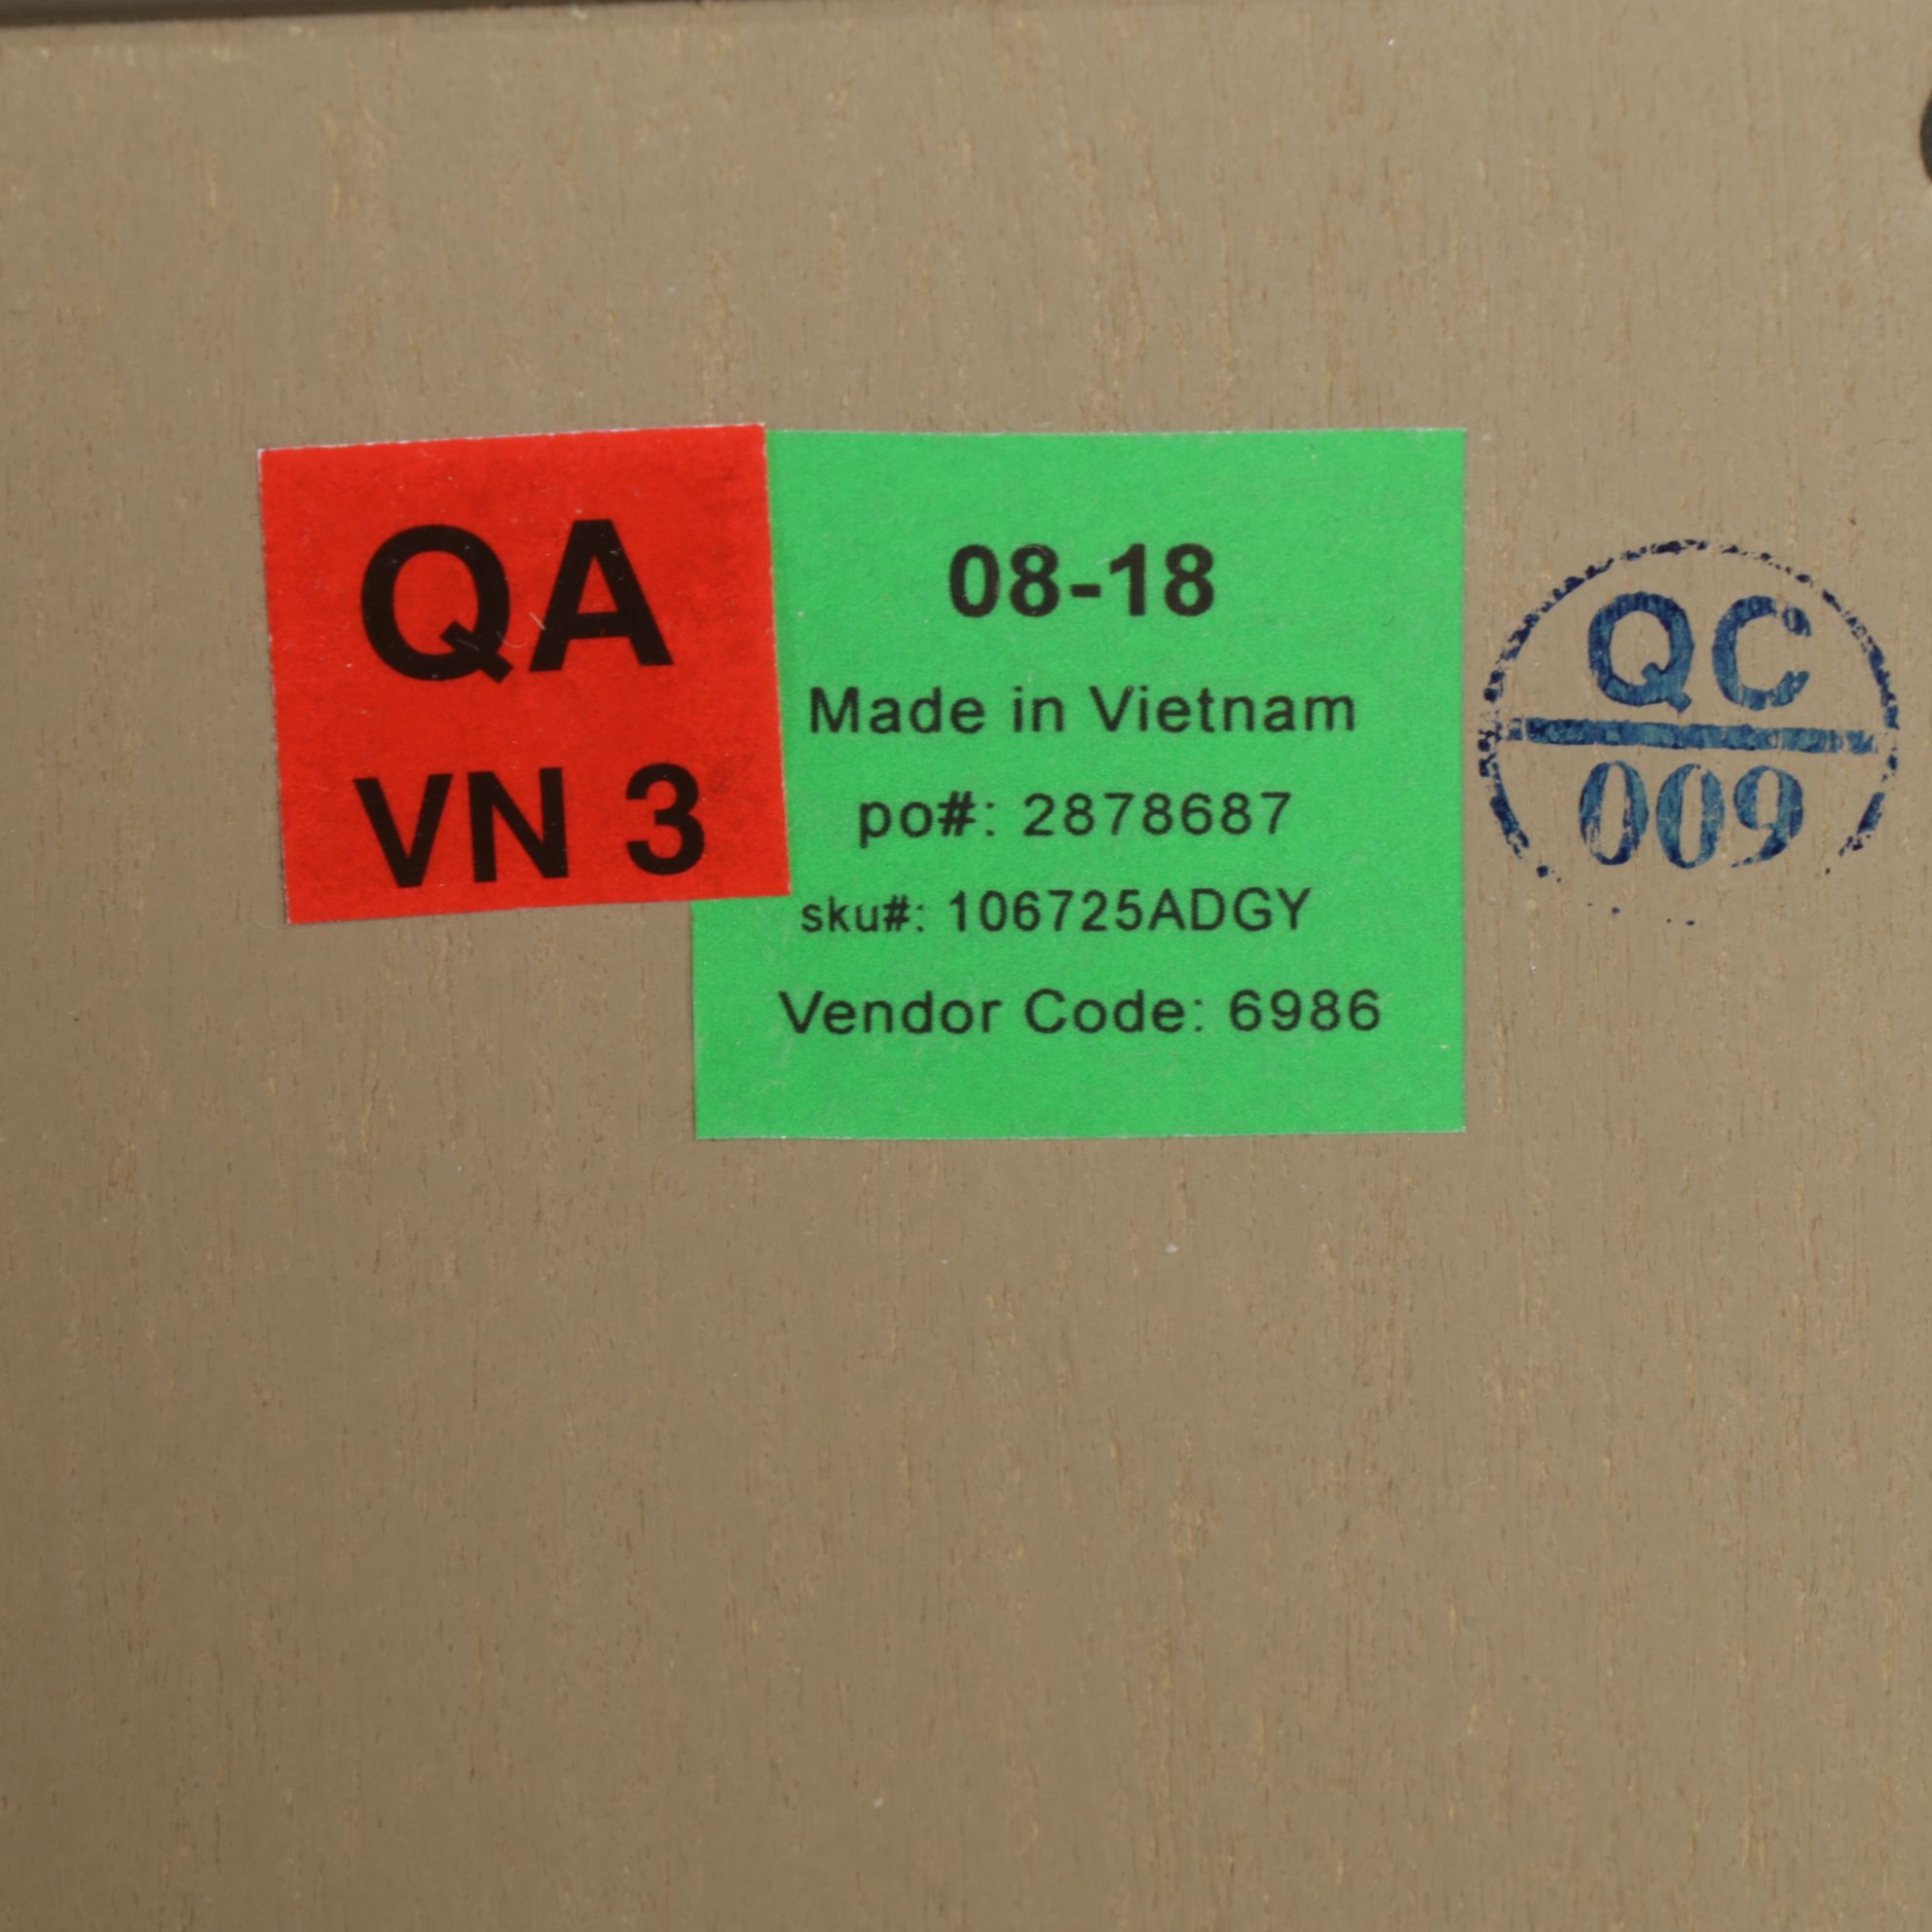 QA
VN 3
08-18
Made in Vietnam
po#: 2878687
sku#: 106725ADGY
Vendor Code: 6986
QC
009